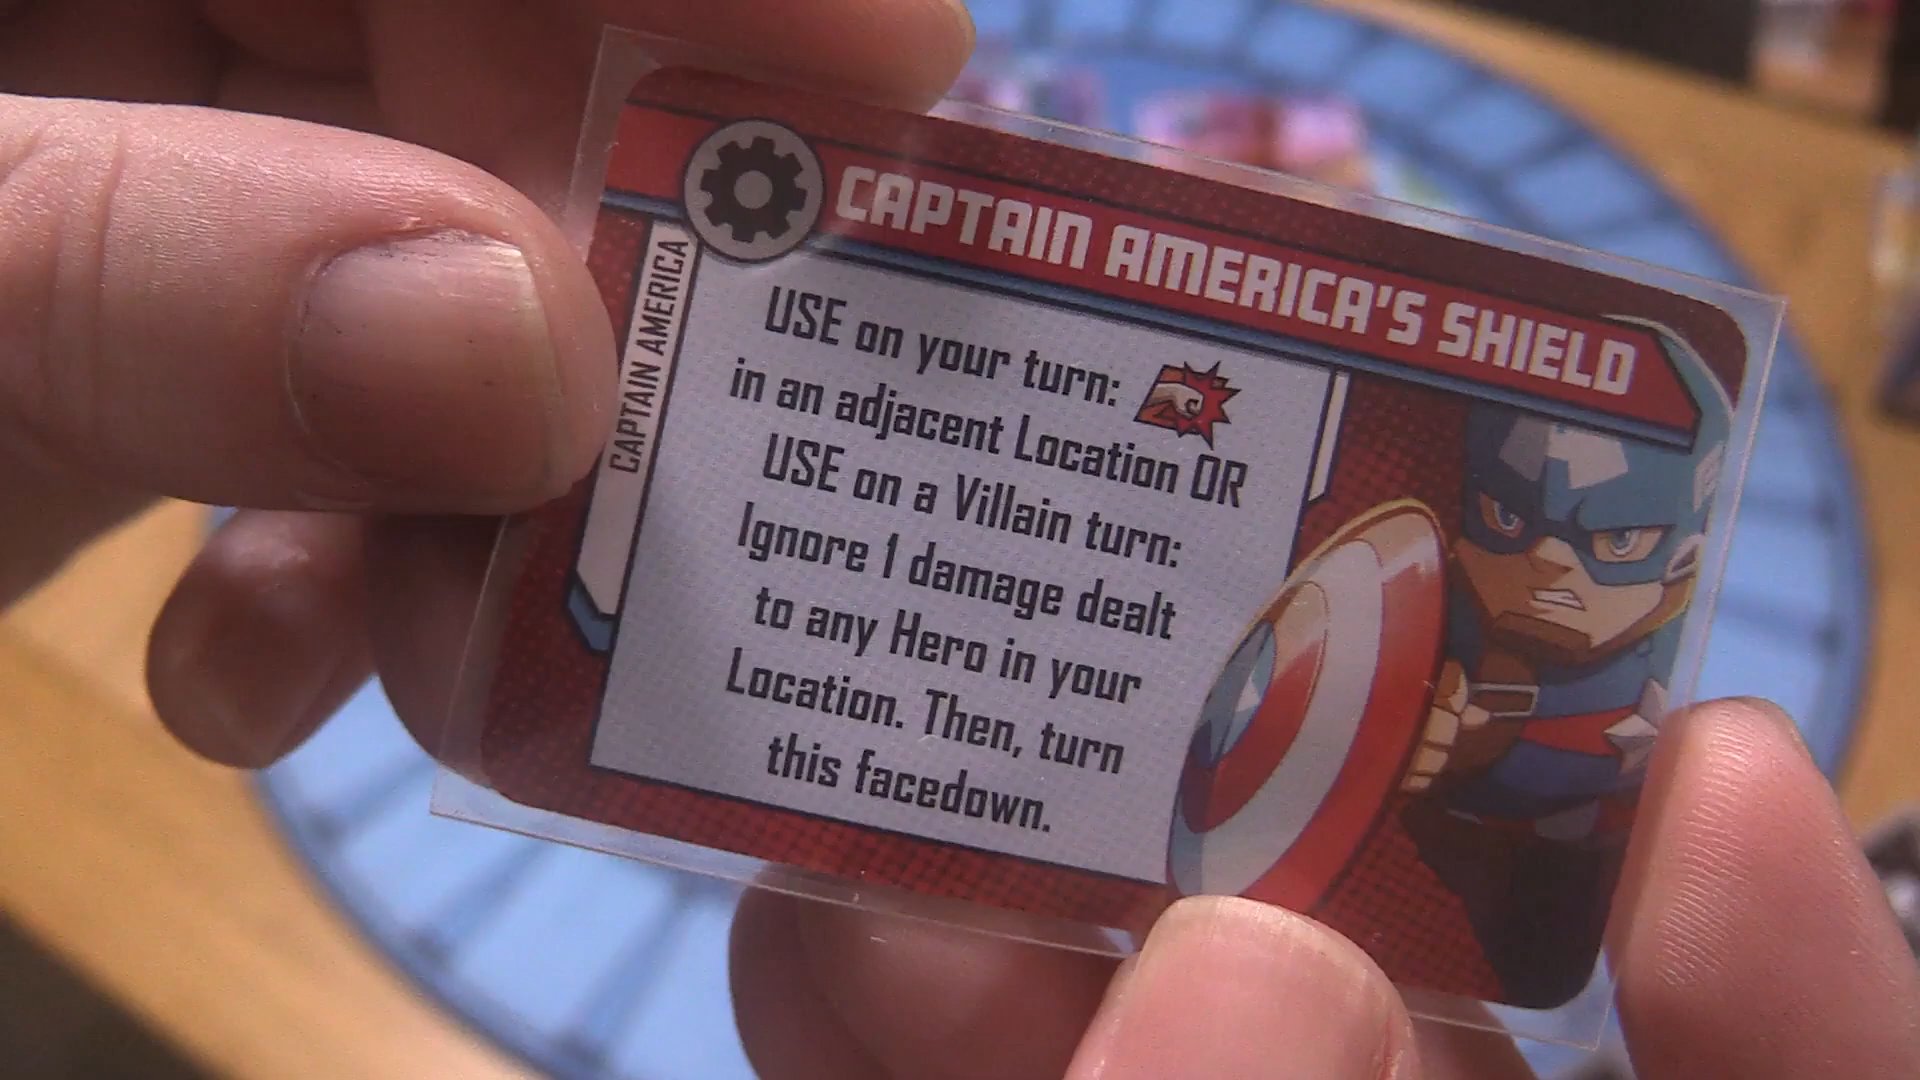 CAPTAIN AMERICA'S SHIELD
CAPTAIN AMERICA
USE on your turn:
in an adjacent Location OR
USE on a Villain turn:
Ignore 1 damage dealt
to any Hero in your
Location. Then, turn
this facedown.